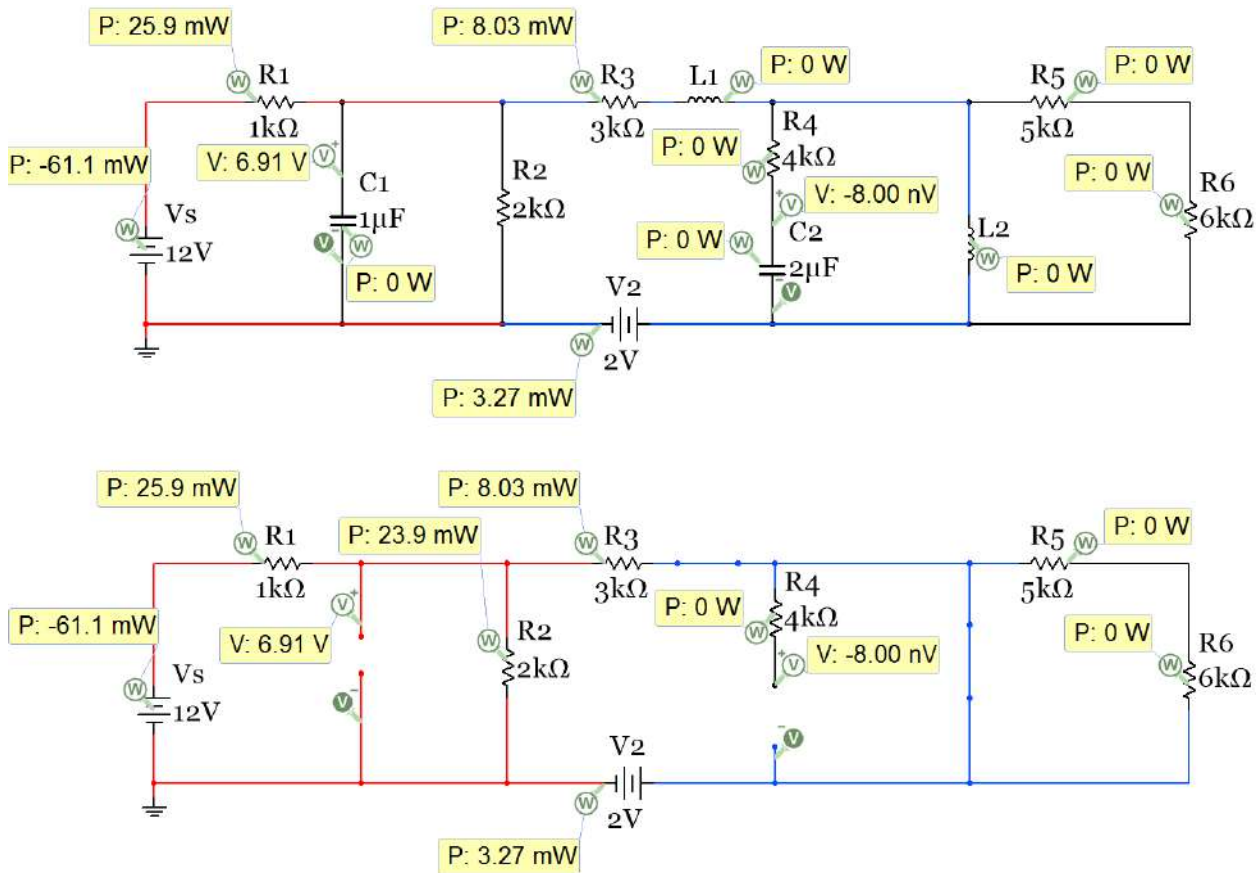 P: 25.9 mW
P: 8.03 mW
P: 0 W
P: 0 W
R1
R3
L1
R5
1kΩ
3kΩ
5kΩ
P: -61.1 mW
V: 6.91 V
V
+
R2
2kΩ
P: 0 W
R4
4kΩ
P: 0 W
R6
6kΩ
Vs
12V
C1
1µF
V
P: 0 W
+
V
V: -8.00 nV
P: 0 W
C2
2µF
V
L2
P: 0 W
V2
2V
P: 3.27 mW
W
W
W
W
W
W
W
W
W
W
W
P: 25.9 mW
P: 23.9 mW
P: 8.03 mW
P: 0 W
R1
R3
R5
1kΩ
3kΩ
5kΩ
P: -61.1 mW
V: 6.91 V
V
+
R2
2kΩ
P: 0 W
R4
4kΩ
P: 0 W
R6
6kΩ
Vs
12V
V
+
V
V: -8.00 nV
V
V2
2V
P: 3.27 mW
W
W
W
W
W
W
W
W